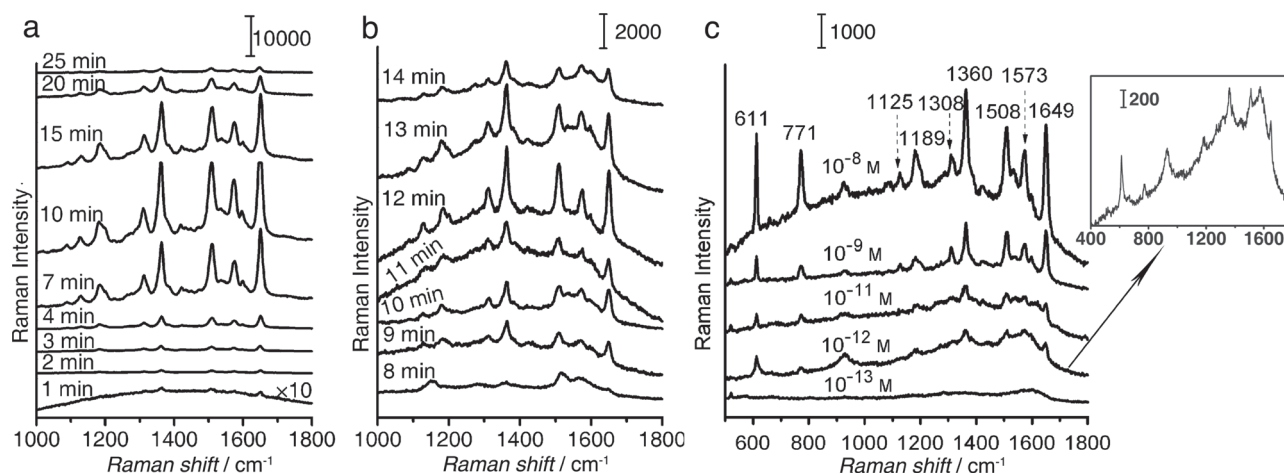 a
10000
25 min
20 min
15 min
10 min
7 min
4 min
3 min
2 min
1 min
×10
Raman Intensity
1000 1200 1400 1600 1800
Raman shift / cm⁻¹
b
2000
14 min
13 min
12 min
11 min
10 min
9 min
8 min
Raman Intensity
1000 1200 1400 1600 1800
Raman shift / cm⁻¹
c
1000
611
771
1125
1189
1308
1360
1508
1573
1649
10⁻⁸ M
10⁻⁹ M
10⁻¹¹ M
10⁻¹² M
10⁻¹³ M
Raman Intensity
600 800 1000 1200 1400 1600 1800
Raman shift / cm⁻¹
200
400 800 1200 1600